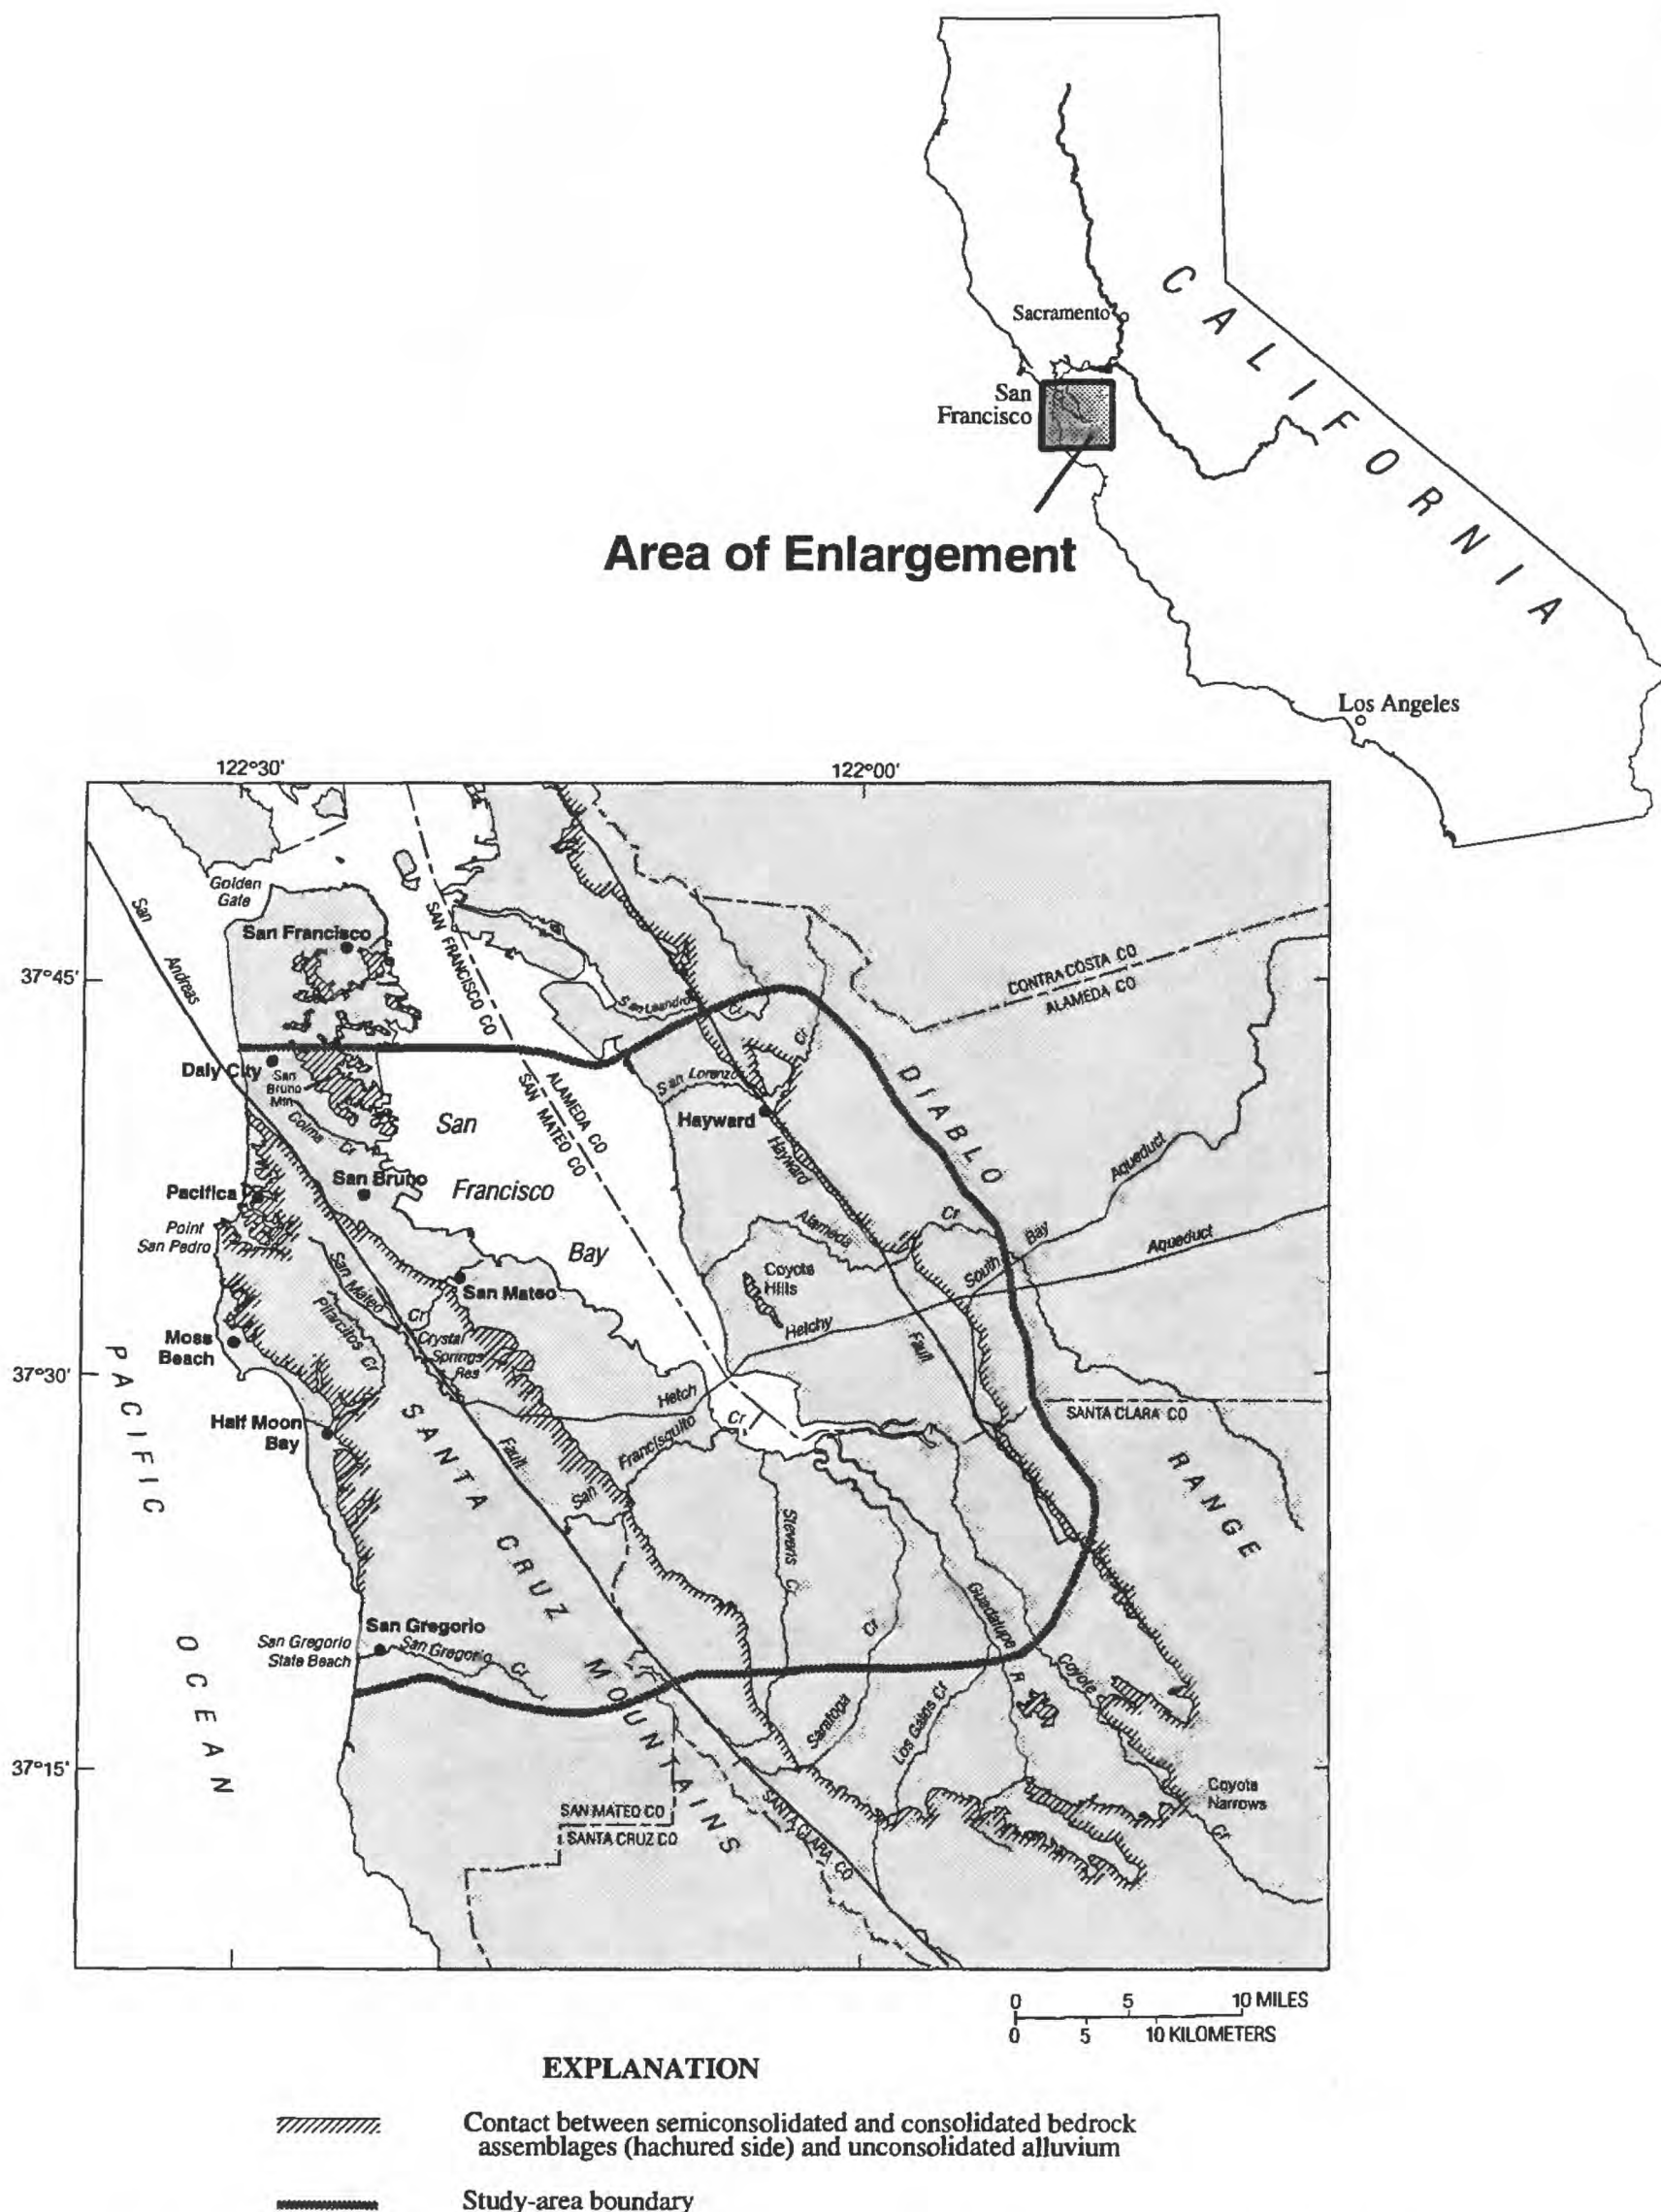 Sacramento
San
Francisco
CALIFORNIA
Area of Enlargement
Los Angeles
122°30'
122°00'
Golden
Gate
San
Andreas
San Francisco
SAN FRANCISCO CO
CONTRA COSTA CO
ALAMEDA CO
37°45'
San Leandro
Cr
Cr
Daly City
San
Bruno
Mtn
Colma
Cr
San
Francisco
Bay
ALAMEDA CO
SAN MATEO CO
San Lorenzo
Hayward
Hayward
DIABLO
RANGE
San Bruno
Pacifica
Point
San Pedro
Alameda
Cr
South
Bay
Aqueduct
Aqueduct
Coyote
Hills
Hetchy
Fault
San Mateo
San Mateo
Cr
Pilarcitos Cr
Crystal
Springs
Res
Moss
Beach
37°30'
Hetch
SANTA CLARA CO
Half Moon
Bay
Cr
Francisquito
San
Fault
PACIFIC
OCEAN
SANTA CRUZ
MOUNTAINS
Stevens
Cr
Cr
Guadalupe
R
Coyote
San Gregorio
San Gregorio
State Beach
San Gregorio
Cr
Saratoga
Los Gatos Cr
37°15'
Coyote
Narrows
Cr
SAN MATEO CO
SANTA CRUZ CO
SANTA CLARA CO
0 5 10 MILES
0 5 10 KILOMETERS
EXPLANATION
Contact between semiconsolidated and consolidated bedrock
assemblages (hachured side) and unconsolidated alluvium
Study-area boundary